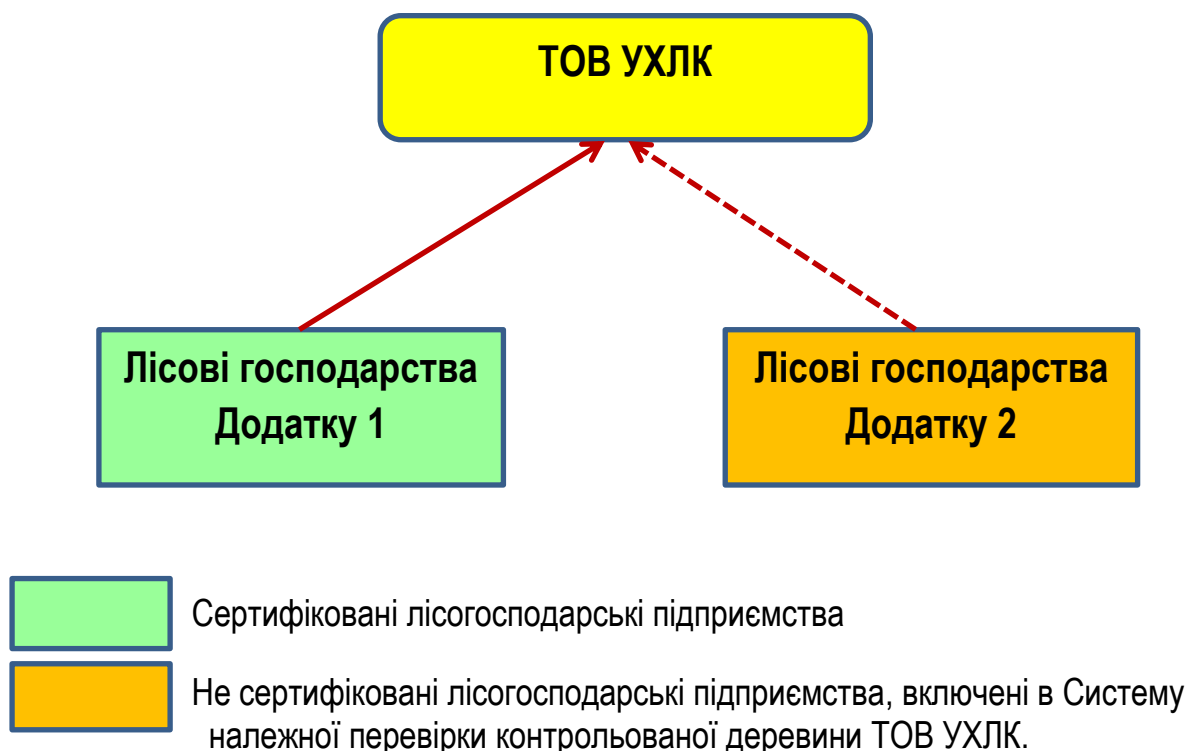 ТОВ УХЛК
Лісові господарства
Додатку 1
Лісові господарства
Додатку 2
Сертифіковані лісогосподарські підприємства
Не сертифіковані лісогосподарські підприємства, включені в Систему
належної перевірки контрольованої деревини ТОВ УХЛК.